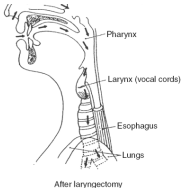 Pharynx
Larynx (vocal cords)
Esophagus
Lungs
After laryngectomy